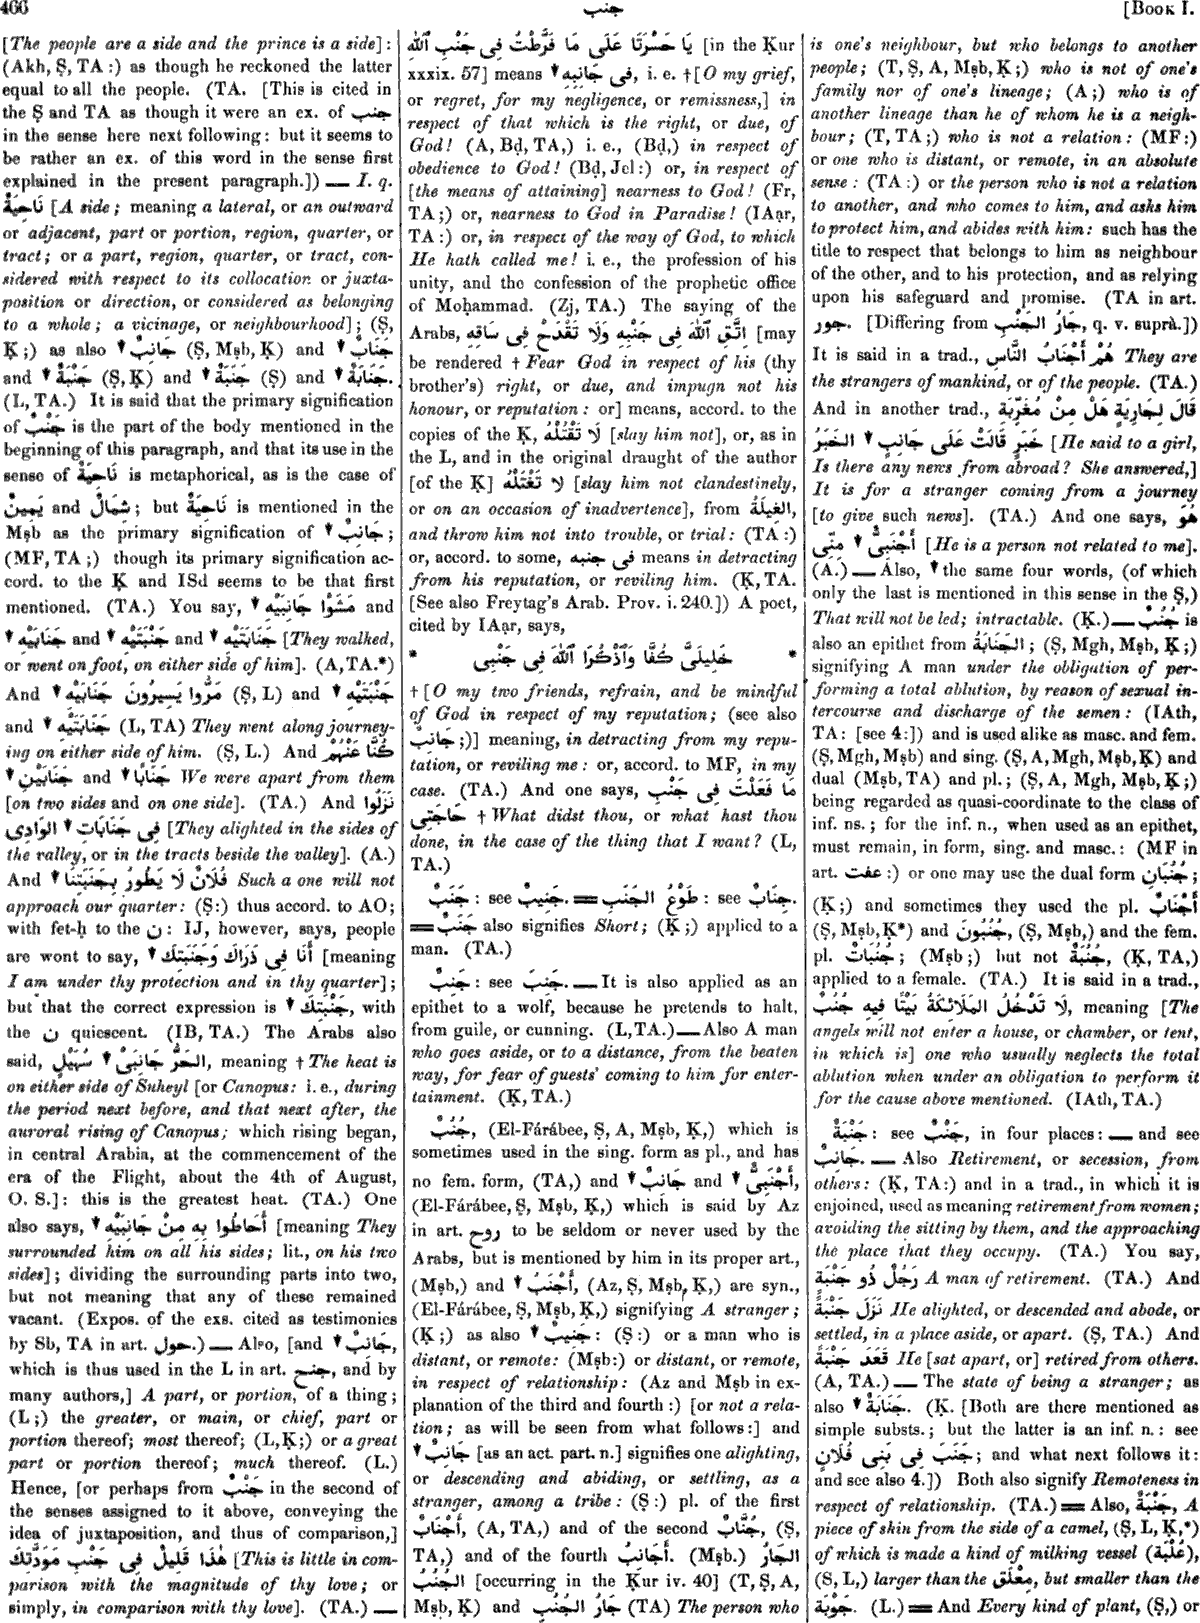 466
جنب
[BOOK I.
[The people are a side and the prince is a side]:
(Akh, Ṣ, TA:) as though he reckoned the latter
equal to all the people. (TA. [This is cited in
the Ṣ and TA as though it were an ex. of جنب
in the sense here next following: but it seems to
be rather an ex. of this word in the sense first
explained in the present paragraph.]) — I. q.
نَاحِيَةٌ [A side; meaning a lateral, or an outward
or adjacent, part or portion, region, quarter, or
tract; or a part, region, quarter, or tract, con-
sidered with respect to its collocation or juxta-
position or direction, or considered as belonging
to a whole; a vicinage, or neighbourhood]; (Ṣ,
Ḳ;) as also ▼ جَانِبٌ (Ṣ, Mṣb, Ḳ) and ▼ جَنَابٌ
and ▼ جَنْبَةٌ (Ṣ, Ḳ) and ▼ جَنَبَةٌ (Ṣ) and ▼ جَنَابَةٌ.
(L, TA.) It is said that the primary signification
of جَنْبٌ is the part of the body mentioned in the
beginning of this paragraph, and that its use in the
sense of نَاحِيَةٌ is metaphorical, as is the case of
يَمِينٌ and شِمَالٌ; but نَاحِيَةٌ is mentioned in the
Mṣb as the primary signification of ▼ جَانِبٌ;
(MF, TA;) though its primary signification ac-
cord. to the Ḳ and ISd seems to be that first
mentioned. (TA.) You say, ▼ مَشَوْا جَانِبَيْهِ and
▼ جَنَابَيْهِ and ▼ جَنْبَتَيْهِ and ▼ جَنَابَتَيْهِ [They walked,
or went on foot, on either side of him]. (A, TA.*)
And ▼ مَرُّوا يَسِيرُونَ جَنَابَيْهِ (Ṣ, L) and ▼ جَنْبَتَيْهِ
and ▼ جَنَابَتَيْهِ (L, TA) They went along journey-
ing on either side of him. (Ṣ, L.) And كُنَّا عَنْهُمْ
▼ جَنَابَيْنِ and ▼ جَنَابًا We were apart from them
[on two sides and on one side]. (TA.) And نَزَلُوا
فِى جَنَابَاتِ ▼ الوَادِى [They alighted in the sides of
the valley, or in the tracts beside the valley]. (A.)
And ▼ فُلَانٌ لَا يَطُورُ بِجَنَبَتِنَا Such a one will not
approach our quarter: (Ṣ:) thus accord. to AO;
with fet-ḥ to the ن: IJ, however, says, people
are wont to say, ▼ أَنَا فِى ذَرَاكَ وَجَنَبَتِكَ [meaning
I am under thy protection and in thy quarter];
but that the correct expression is ▼ جَنْبَتِكَ, with
the ن quiescent. (IB, TA.) The Arabs also
said, الحَرُّ جَانِبَىْ ▼ سُهَيْلٍ, meaning † The heat is
on either side of Suheyl [or Canopus: i. e., during
the period next before, and that next after, the
auroral rising of Canopus; which rising began,
in central Arabia, at the commencement of the
era of the Flight, about the 4th of August,
O. S.]: this is the greatest heat. (TA.) One
also says, ▼ أَحَاطُوا بِهِ مِنْ جَانِبَيْهِ [meaning They
surrounded him on all his sides; lit., on his two
sides]; dividing the surrounding parts into two,
but not meaning that any of these remained
vacant. (Expos. of the exs. cited as testimonies
by Sb, TA in art. حول.) — Also, [and ▼ جَانِبٌ,
which is thus used in the L in art. جنح, and by
many authors,] A part, or portion, of a thing;
(L;) the greater, or main, or chief, part or
portion thereof; most thereof; (L, Ḳ;) or a great
part or portion thereof; much thereof. (L.)
Hence, [or perhaps from جَنْبٌ in the second of
the senses assigned to it above, conveying the
idea of juxtaposition, and thus of comparison,]
هٰذَا قَلِيلٌ فِى جَنْبِ مَوَدَّتِكَ [This is little in com-
parison with the magnitude of thy love; or
simply, in comparison with thy love]. (TA.) —
يَا حَسْرَتَا عَلَى مَا فَرَّطْتُ فِى جَنْبِ ٱللّٰهِ [in the Ḳur
xxxix. 57] means ▼ فِى جَانِبِهِ, i. e. †[O my grief,
or regret, for my negligence, or remissness,] in
respect of that which is the right, or due, of
God! (A, Bḍ, TA,) i. e., (Bḍ,) in respect of
obedience to God! (Bḍ, Jel:) or, in respect of
[the means of attaining] nearness to God! (Fr,
TA;) or, nearness to God in Paradise! (IAạr,
TA:) or, in respect of the way of God, to which
He hath called me! i. e., the profession of his
unity, and the confession of the prophetic office
of Moḥammad. (Zj, TA.) The saying of the
Arabs, اِتَّقِ ٱللّٰهَ فِى جَنْبِهِ وَلَا تَقْدَحْ فِى سَاقِهِ [may
be rendered † Fear God in respect of his (thy
brother's) right, or due, and impugn not his
honour, or reputation: or] means, accord. to the
copies of the Ḳ, لَا تَقْتُلْهُ [slay him not], or, as in
the L, and in the original draught of the author
[of the Ḳ] لَا تَغْتَلْهُ [slay him not clandestinely,
or on an occasion of inadvertence], from الغِيلَةُ,
and throw him not into trouble, or trial: (TA:)
or, accord. to some, فى جنبه means in detracting
from his reputation, or reviling him. (Ḳ, TA.
[See also Freytag's Arab. Prov. i. 240.]) A poet,
cited by IAạr, says,
* خَلِيلَىَّ كُفَّا وَٱذْكُرَا ٱللّٰهَ فِى جَنْبِى *
†[O my two friends, refrain, and be mindful
of God in respect of my reputation; (see also
جَانِبٌ;)] meaning, in detracting from my repu-
tation, or reviling me: or, accord. to MF, in my
case. (TA.) And one says, مَا فَعَلْتَ فِى جَنْبِ
حَاجَتِى † What didst thou, or what hast thou
done, in the case of the thing that I want? (L,
TA.)
جَنَبٌ: see جَنِيبٌ. = طَوْعُ الجَنَبِ: see جِنَابٌ.
= جَنَبٌ also signifies Short; (Ḳ;) applied to a
man. (TA.)
جَنِبٌ: see جَنِبَ. — It is also applied as an
epithet to a wolf, because he pretends to halt,
from guile, or cunning. (L, TA.) — Also A man
who goes aside, or to a distance, from the beaten
way, for fear of guests' coming to him for enter-
tainment. (Ḳ, TA.)
جُنُبٌ, (El-Fárábee, Ṣ, A, Mṣb, Ḳ,) which is
sometimes used in the sing. form as pl., and has
no fem. form, (TA,) and ▼ جَانِبٌ and ▼ أَجْنَبِىٌّ,
(El-Fárábee, Ṣ, Mṣb, Ḳ,) which is said by Az
in art. روح to be seldom or never used by the
Arabs, but is mentioned by him in its proper art.,
(Mṣb,) and ▼ أَجْنَبُ, (Az, Ṣ, Mṣb, Ḳ,) are syn.,
(El-Fárábee, Ṣ, Mṣb, Ḳ,) signifying A stranger;
(Ḳ;) as also ▼ جَنِيبٌ: (Ṣ:) or a man who is
distant, or remote: (Mṣb:) or distant, or remote,
in respect of relationship: (Az and Mṣb in ex-
planation of the third and fourth:) [or not a rela-
tion; as will be seen from what follows:] and
▼ جَانِبٌ [as an act. part. n.] signifies one alighting,
or descending and abiding, or settling, as a
stranger, among a tribe: (Ṣ:) pl. of the first
أَجْنَابٌ, (A, TA,) and of the second جُنَّابٌ, (Ṣ,
TA,) and of the fourth أَجَانِبُ. (Mṣb.) الجَارُ
الجُنُبُ [occurring in the Ḳur iv. 40] (T, Ṣ, A,
Mṣb, Ḳ) and جَارُ الجُنُبِ (TA) The person who
is one's neighbour, but who belongs to another
people; (T, Ṣ, A, Mṣb, Ḳ;) who is not of one's
family nor of one's lineage; (A;) who is of
another lineage than he of whom he is a neigh-
bour; (T, TA;) who is not a relation: (MF:)
or one who is distant, or remote, in an absolute
sense: (TA:) or the person who is not a relation
to another, and who comes to him, and asks him
to protect him, and abides with him: such has the
title to respect that belongs to him as neighbour
of the other, and to his protection, and as relying
upon his safeguard and promise. (TA in art.
جور. [Differing from جَارُ الجَنْبِ, q. v. suprà.])
It is said in a trad., هُمْ أَجْنَابُ النَّاسِ They are
the strangers of mankind, or of the people. (TA.)
And in another trad., قَالَ لِجَارِيَةٍ هَلْ مِنْ مُغَرِّبَةِ
خَبَرٍ قَالَتْ عَلَى جَانِبٍ ▼ الخَبَرُ [He said to a girl,
Is there any news from abroad? She answered,]
It is for a stranger coming from a journey
[to give such news]. (TA.) And one says, هُوَ
أَجْنَبِىٌّ ▼ مِنِّى [He is a person not related to me].
(A.) — Also, ▼ the same four words, (of which
only the last is mentioned in this sense in the Ṣ,)
That will not be led; intractable. (Ḳ.) — جُنُبٌ is
also an epithet from الجَنَابَةُ; (Ṣ, Mgh, Mṣb, Ḳ;)
signifying A man under the obligation of per-
forming a total ablution, by reason of sexual in-
tercourse and discharge of the semen: (IAth,
TA: [see 4:]) and is used alike as masc. and fem.
(Ṣ, Mgh, Mṣb) and sing. (Ṣ, A, Mgh, Mṣb, Ḳ) and
dual (Mṣb, TA) and pl.; (Ṣ, A, Mgh, Mṣb, Ḳ;)
being regarded as quasi-coordinate to the class of
inf. ns.; for the inf. n., when used as an epithet,
must remain, in form, sing. and masc.: (MF in
art. عفت:) or one may use the dual form جُنُبَانِ;
(Ḳ;) and sometimes they used the pl. أَجْنَابٌ
(Ṣ, Mṣb, Ḳ*) and جُنُبُونَ, (Ṣ, Mṣb,) and the fem.
pl. جُنُبَاتٌ; (Mṣb;) but not جُنُبَةٌ, (Ḳ, TA,)
applied to a female. (TA.) It is said in a trad.,
لَا تَدْخُلُ المَلَائِكَةُ بَيْتًا فِيهِ جُنُبٌ, meaning [The
angels will not enter a house, or chamber, or tent,
in which is] one who usually neglects the total
ablution when under an obligation to perform it
for the cause above mentioned. (IAth, TA.)
جَنْبَةٌ: see جَنْبٌ, in four places: — and see
جَانِبٌ. — Also Retirement, or secession, from
others: (Ḳ, TA:) and in a trad., in which it is
enjoined, used as meaning retirement from women;
avoiding the sitting by them, and the approaching
the place that they occupy. (TA.) You say,
رَجُلٌ ذُو جَنْبَةٍ A man of retirement. (TA.) And
نَزَلَ جَنْبَةً He alighted, or descended and abode, or
settled, in a place aside, or apart. (Ṣ, TA.) And
قَعَدَ جَنْبَةً He [sat apart, or] retired from others.
(A, TA.) — The state of being a stranger; as
also ▼ جَنَابَةٌ. (Ḳ. [Both are there mentioned as
simple substs.; but the latter is an inf. n.: see
جَنَبَ فِى بَنِى فُلَانٍ; and what next follows it:
and see also 4.]) Both also signify Remoteness in
respect of relationship. (TA.) = Also, جَنْبَةٌ, A
piece of skin from the side of a camel, (Ṣ, L, Ḳ,*)
of which is made a kind of milking vessel (عُلْبَة),
(Ṣ, L,) larger than the مِعْلَق, but smaller than the
جَوْبَة. (L.) = And Every kind of plant, (Ṣ,) or